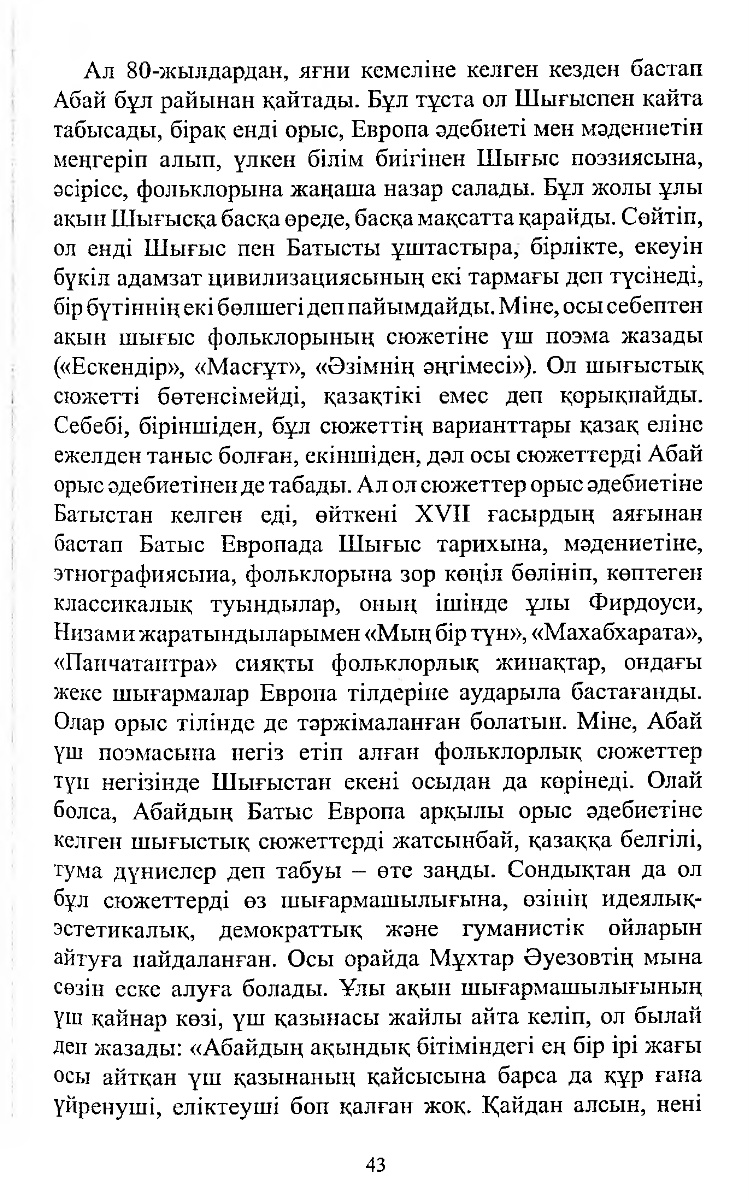 Ал 80-жылдардан, яғни кемеліне келген кезден бастап
Абай бұл райынан қайтады. Бұл тұста ол Шығыспен қайта
табысады, бірақ енді орыс, Европа әдебиеті мен мәдениетін
меңгеріп алып, үлкен білім биігінен Шығыс поэзиясына,
әсіресе, фольклорына жаңаша назар салады. Бұл жолы ұлы
ақын Шығысқа басқа өреде, басқа мақсатта қарайды. Сөйтіп,
ол енді Шығыс пен Батысты ұштастыра, бірлікте, екеуін
бүкіл адамзат цивилизациясының екі тармағы деп түсінеді,
бір бүтіннің екі бөлшегі деп пайымдайды. Міне, осы себептен
ақын шығыс фольклорының сюжетіне үш поэма жазады
(«Ескендір», «Масғұт», «Әзімнің әңгімесі»). Ол шығыстық
сюжетті бөтенсімейді, қазақтікі емес деп қорықпайды.
Себебі, біріншіден, бұл сюжеттің варианттары қазақ еліне
ежелден таныс болған, екіншіден, дәл осы сюжеттерді Абай
орыс әдебиетінен де табады. Ал ол сюжеттер орыс әдебиетіне
Батыстан келген еді, өйткені XVII ғасырдың аяғынан
бастап Батыс Европада Шығыс тарихына, мәдениетіне,
этнографиясына, фольклорына зор көңіл бөлініп, көптеген
классикалық туындылар, оның ішінде ұлы Фирдоуси,
Низами жаратындыларымен «Мың бір түн», «Махабхарата»,
«Панчатантра» сияқты фольклорлық жинақтар, ондағы
жеке шығармалар Европа тілдеріне аударыла бастағанды.
Олар орыс тілінде де тәржімаланған болатын. Міне, Абай
үш поэмасына негіз етіп алған фольклорлық сюжеттер
түп негізінде Шығыстан екені осыдан да көрінеді. Олай
болса, Абайдың Батыс Европа арқылы орыс әдебиетіне
келген шығыстық сюжеттерді жатсынбай, қазаққа белгілі,
тума дүниелер деп табуы – өте заңды. Сондықтан да ол
бұл сюжеттерді өз шығармашылығына, өзінің идеялық-
эстетикалық, демократтық және гуманистік ойларын
айтуға пайдаланған. Осы орайда Мұхтар Әуезовтің мына
сөзін еске алуға болады. Ұлы ақын шығармашылығының
үш қайнар көзі, үш қазынасы жайлы айта келіп, ол былай
деп жазады: «Абайдың ақындық бітіміндегі ең бір ірі жағы
осы айтқан үш қазынаның қайсысына барса да құр ғана
үйренуші, еліктеуші боп қалған жоқ. Қайдан алсын, нені
43